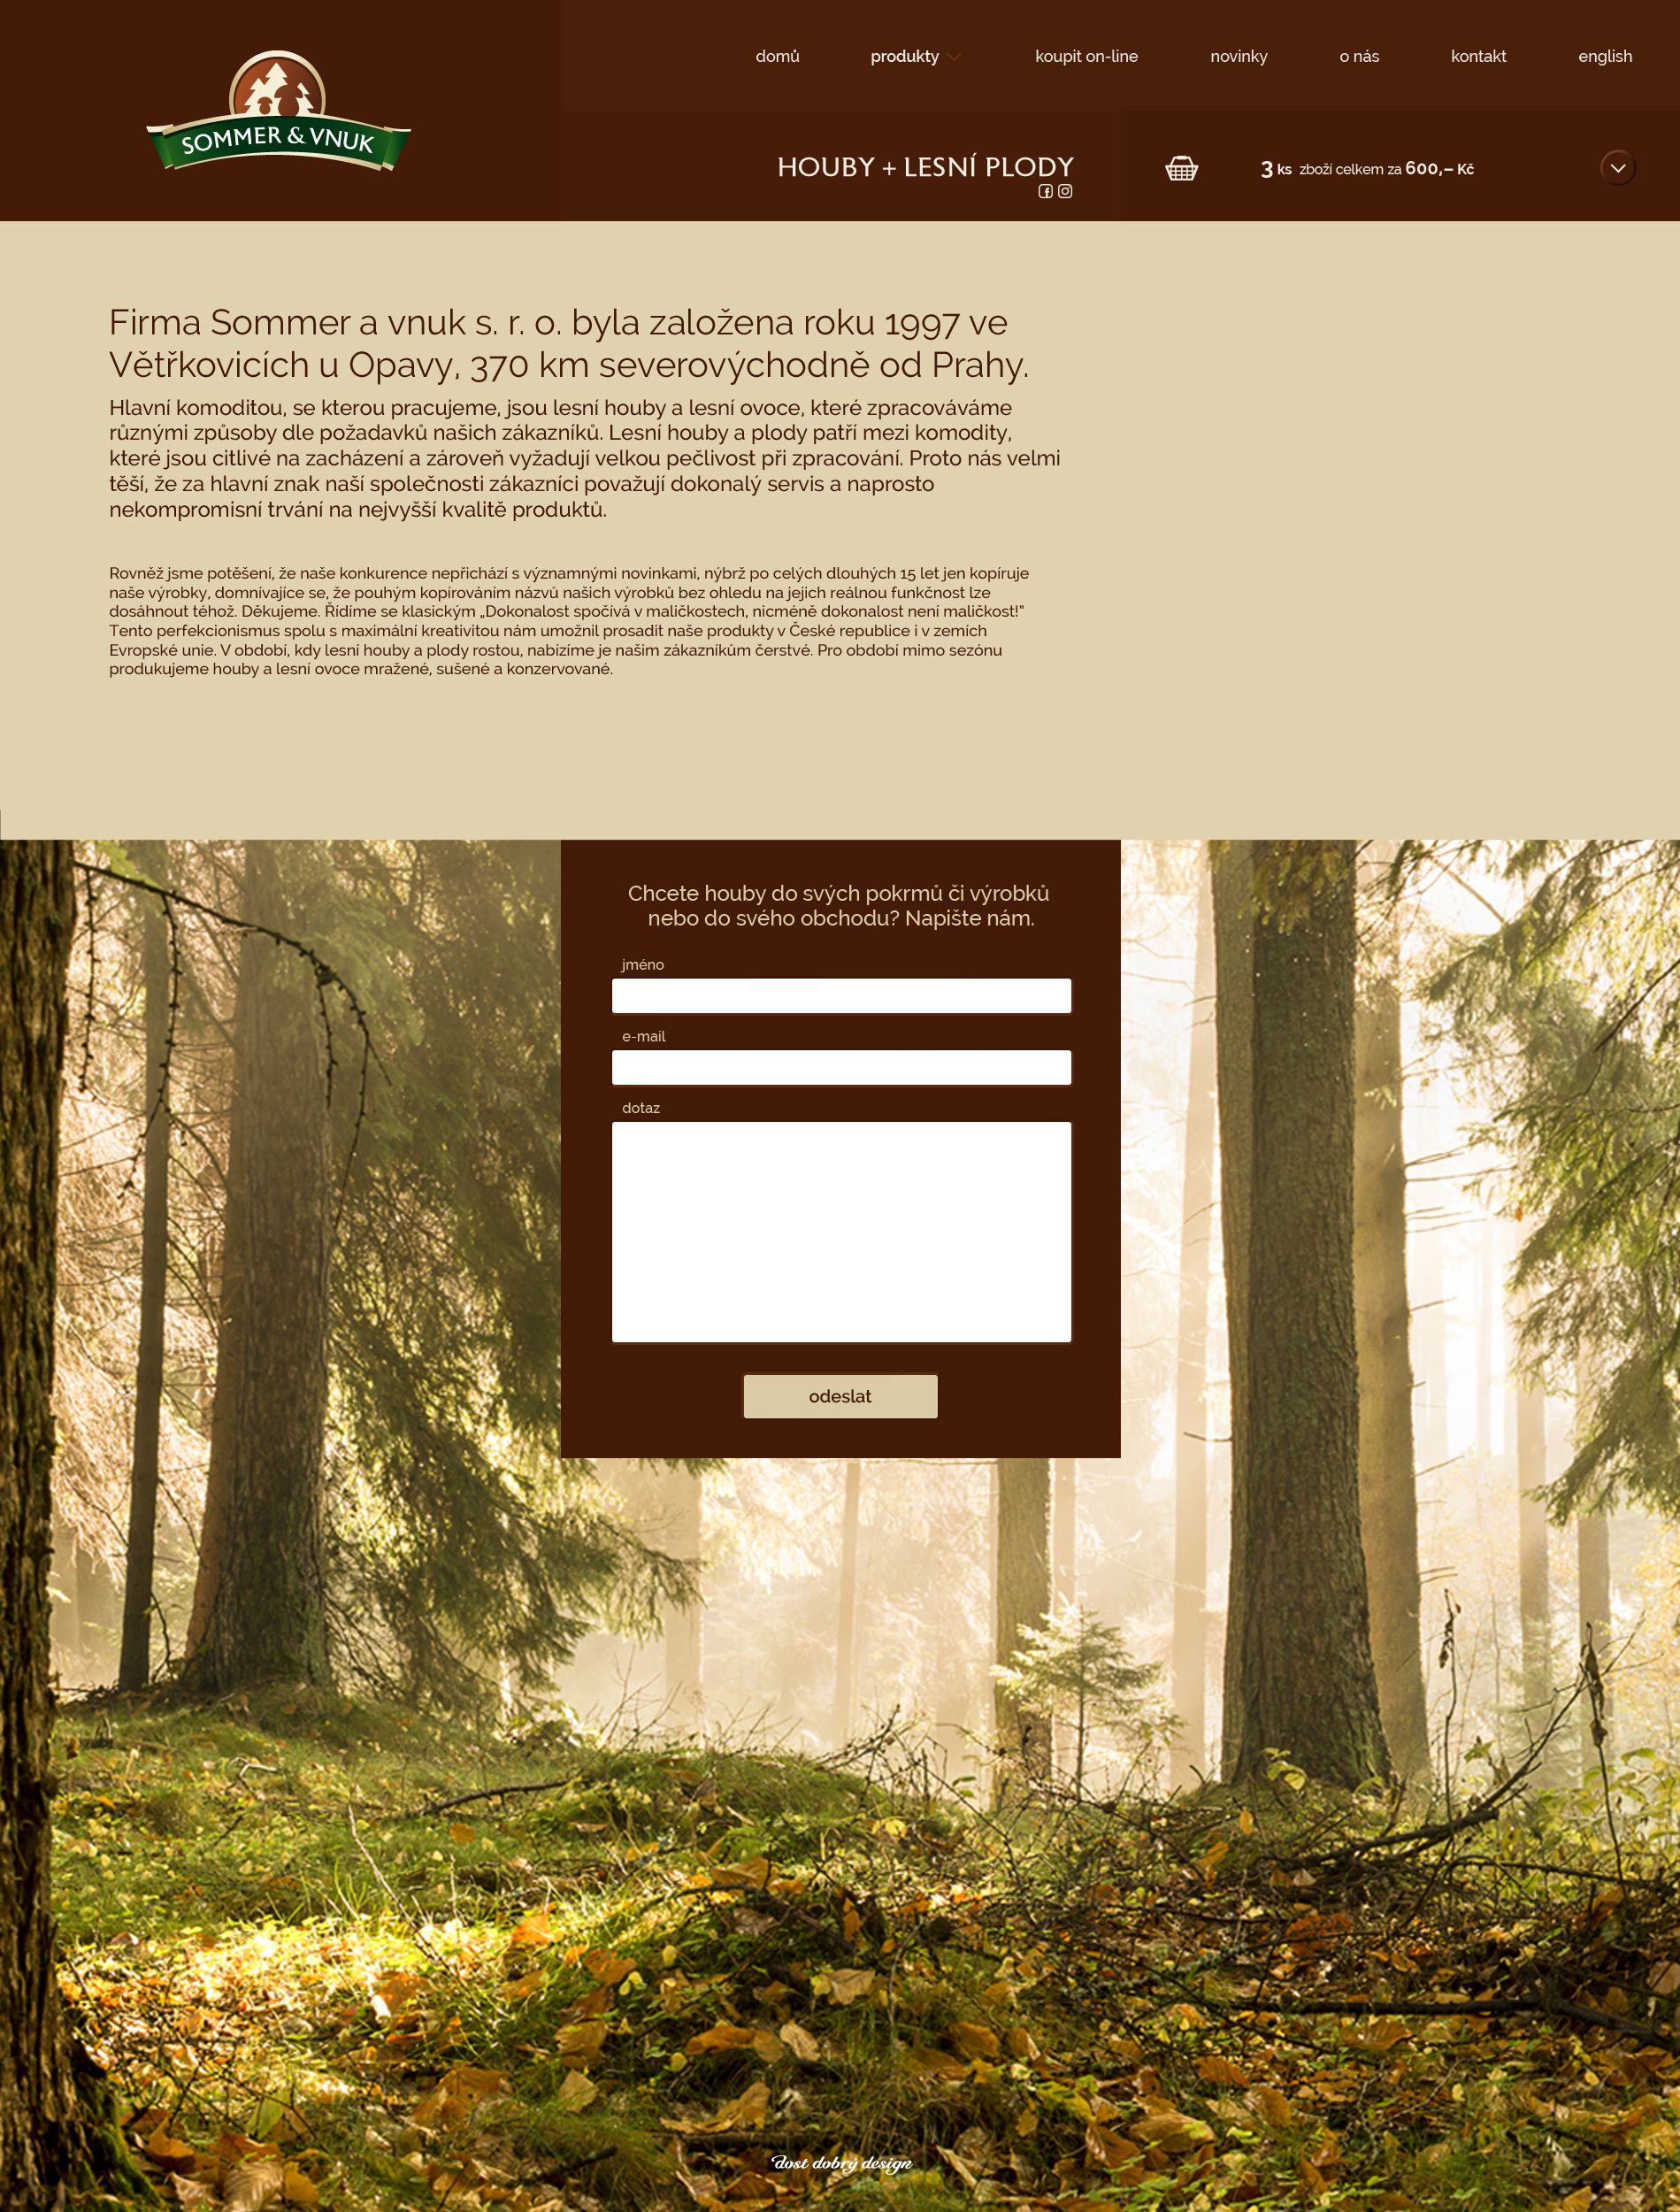 domů produkty koupit on-line novinky o nás kontakt english
SOMMER & VNUK
HOUBY + LESNÍ PLODY
3 ks zboží celkem za 600,– Kč
Firma Sommer a vnuk s. r. o. byla založena roku 1997 ve
Větřkovicích u Opavy, 370 km severovýchodně od Prahy.
Hlavní komoditou, se kterou pracujeme, jsou lesní houby a lesní ovoce, které zpracováváme
různými způsoby dle požadavků našich zákazníků. Lesní houby a plody patří mezi komodity,
které jsou citlivé na zacházení a zároveň vyžadují velkou pečlivost při zpracování. Proto nás velmi
těší, že za hlavní znak naší společnosti zákazníci považují dokonalý servis a naprosto
nekompromisní trvání na nejvyšší kvalitě produktů.
Rovněž jsme potěšení, že naše konkurence nepřichází s významnými novinkami, nýbrž po celých dlouhých 15 let jen kopíruje
naše výrobky, domnívajíce se, že pouhým kopírováním názvů našich výrobků bez ohledu na jejich reálnou funkčnost lze
dosáhnout téhož. Děkujeme. Řídíme se klasickým „Dokonalost spočívá v maličkostech, nicméně dokonalost není maličkost!"
Tento perfekcionismus spolu s maximální kreativitou nám umožnil prosadit naše produkty v České republice i v zemích
Evropské unie. V období, kdy lesní houby a plody rostou, nabízíme je našim zákazníkům čerstvé. Pro období mimo sezónu
produkujeme houby a lesní ovoce mražené, sušené a konzervované.
Chcete houby do svých pokrmů či výrobků
nebo do svého obchodu? Napište nám.
jméno
e-mail
dotaz
odeslat
dost dobrý design